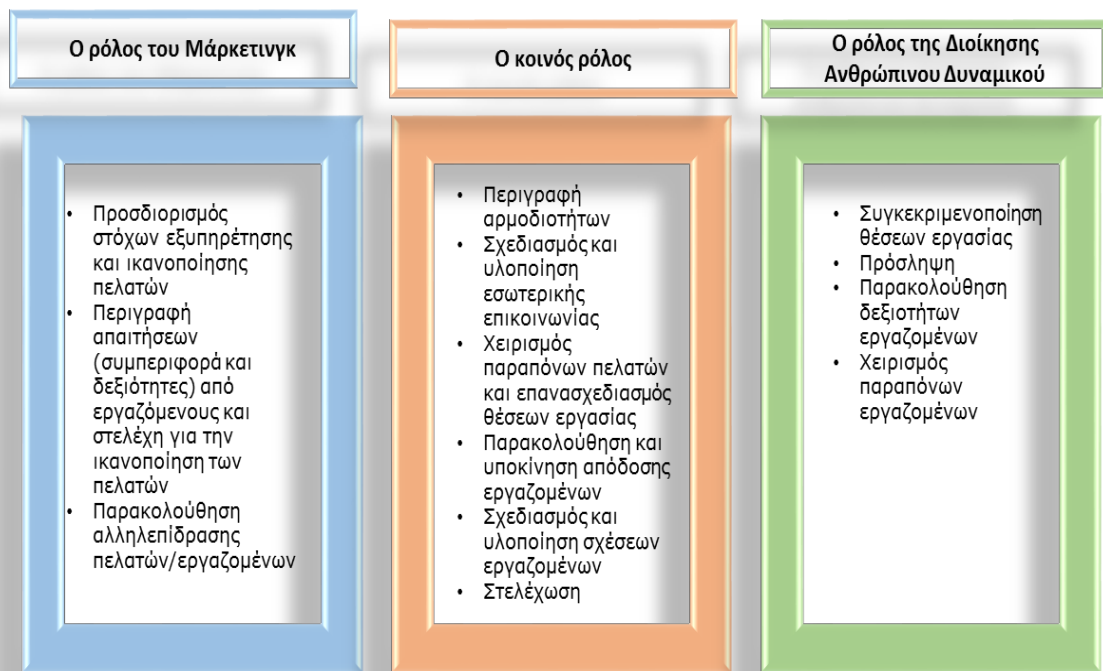 Ο ρόλος του Μάρκετινγκ
• Προσδιορισμός
στόχων εξυπηρέτησης
και ικανοποίησης
πελατών
• Περιγραφή
απαιτήσεων
(συμπεριφορά και
δεξιότητες) από
εργαζόμενους και
στελέχη για την
ικανοποίηση των
πελατών
• Παρακολούθηση
αλληλεπίδρασης
πελατών/εργαζομένων
Ο κοινός ρόλος
• Περιγραφή
αρμοδιοτήτων
• Σχεδιασμός και
υλοποίηση
εσωτερικής
επικοινωνίας
• Χειρισμός
παραπόνων πελατών
και επανασχεδιασμός
θέσεων εργασίας
• Παρακολούθηση και
υποκίνηση απόδοσης
εργαζομένων
• Σχεδιασμός και
υλοποίηση σχέσεων
εργαζομένων
• Στελέχωση
Ο ρόλος της Διοίκησης
Ανθρώπινου Δυναμικού
• Συγκεκριμενοποίηση
θέσεων εργασίας
• Πρόσληψη
• Παρακολούθηση
δεξιοτήτων
εργαζομένων
• Χειρισμός
παραπόνων
εργαζομένων